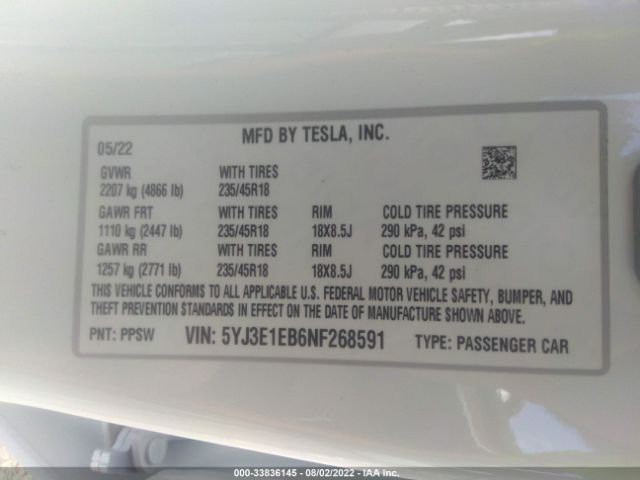 MFD BY TESLA, INC.
05/22
GVWR WITH TIRES
2207 kg (4866 lb) 235/45R18
GAWR FRT WITH TIRES RIM COLD TIRE PRESSURE
1110 kg (2447 lb) 235/45R18 18X8.5J 290 kPa, 42 psi
GAWR RR WITH TIRES RIM COLD TIRE PRESSURE
1257 kg (2771 lb) 235/45R18 18X8.5J 290 kPa, 42 psi
THIS VEHICLE CONFORMS TO ALL APPLICABLE U.S. FEDERAL MOTOR VEHICLE SAFETY, BUMPER, AND
THEFT PREVENTION STANDARDS IN EFFECT ON THE DATE OF MANUFACTURE SHOWN ABOVE.
PNT: PPSW VIN: 5YJ3E1EB6NF268591 TYPE: PASSENGER CAR
000-33836145 - 08/02/2022 - IAA Inc.